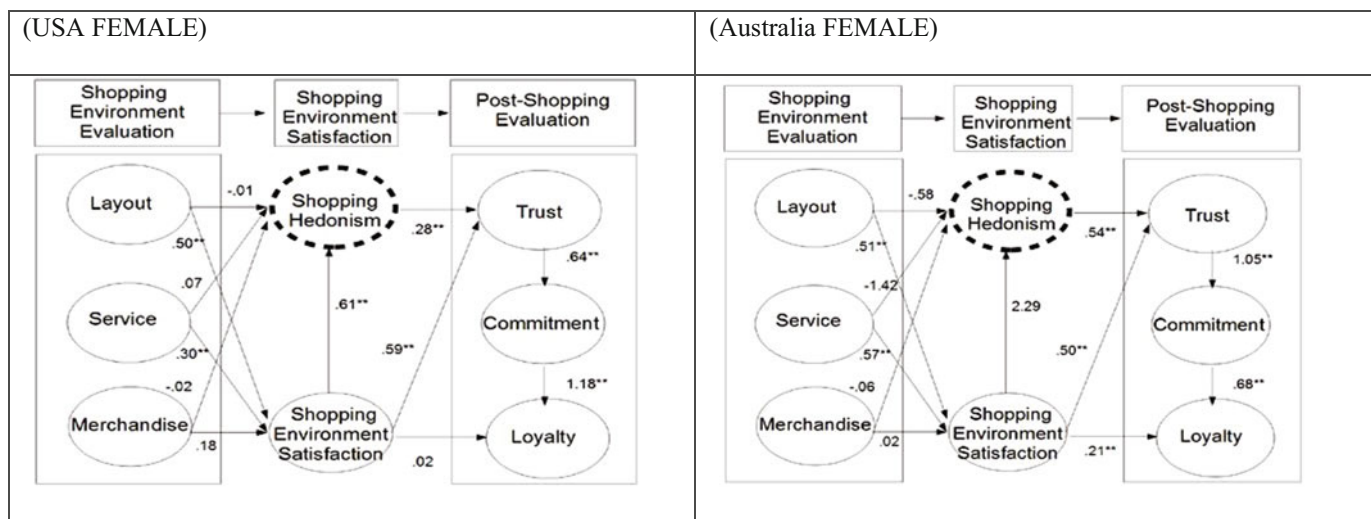 (USA FEMALE)
Shopping
Environment
Evaluation
Shopping
Environment
Satisfaction
Post-Shopping
Evaluation
Layout
-.01
Shopping
Hedonism
.28**
Trust
.50**
.64**
.07
Service
.61**
Commitment
.30**
.59**
-.02
1.18**
Merchandise
.18
Shopping
Environment
Satisfaction
.02
Loyalty
(Australia FEMALE)
Shopping
Environment
Evaluation
Shopping
Environment
Satisfaction
Post-Shopping
Evaluation
Layout
-.58
Shopping
Hedonism
.54**
Trust
.51**
1.05**
-1.42
Service
2.29
Commitment
.57**
.50**
-.06
.68**
Merchandise
.02
Shopping
Environment
Satisfaction
.21**
Loyalty